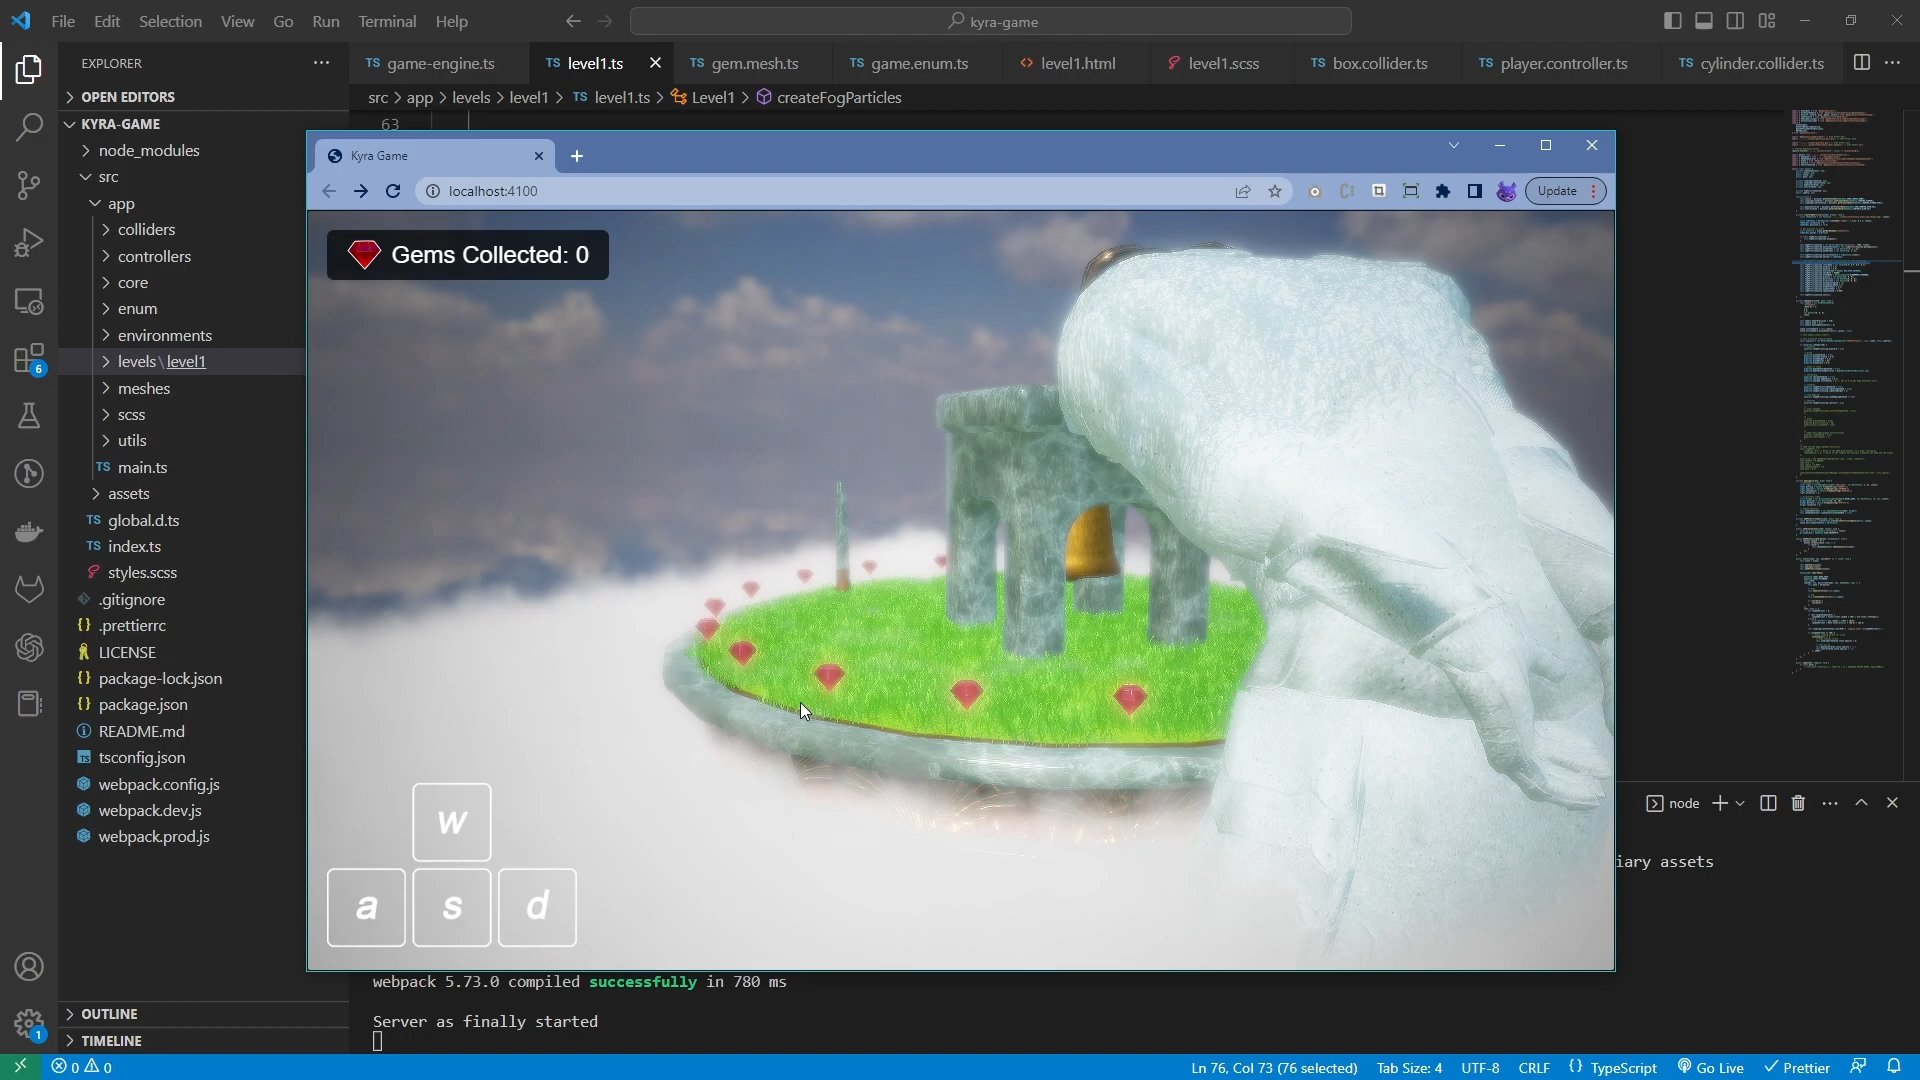 File Edit Selection View Go Run Terminal Help
kyra-game
EXPLORER
TS game-engine.ts
TS level1.ts
TS gem.mesh.ts
TS game.enum.ts
level1.html
level1.scss
TS box.collider.ts
TS player.controller.ts
TS cylinder.collider.ts
OPEN EDITORS
src > app > levels > level1 > TS level1.ts > Level1 > createFogParticles
KYRA-GAME
63
node_modules
src
app
colliders
controllers
core
enum
environments
levels\level1
meshes
scss
utils
TS main.ts
assets
TS global.d.ts
TS index.ts
styles.scss
.gitignore
{} .prettierrc
LICENSE
{} package-lock.json
{} package.json
README.md
tsconfig.json
webpack.config.js
webpack.dev.js
webpack.prod.js
6
Kyra Game
localhost:4100
Update
Gems Collected: 0
w
a s d
node
iary assets
webpack 5.73.0 compiled successfully in 780 ms
Server as finally started
OUTLINE
TIMELINE
1
0 0
Ln 76, Col 73 (76 selected) Tab Size: 4 UTF-8 CRLF {} TypeScript Go Live Prettier